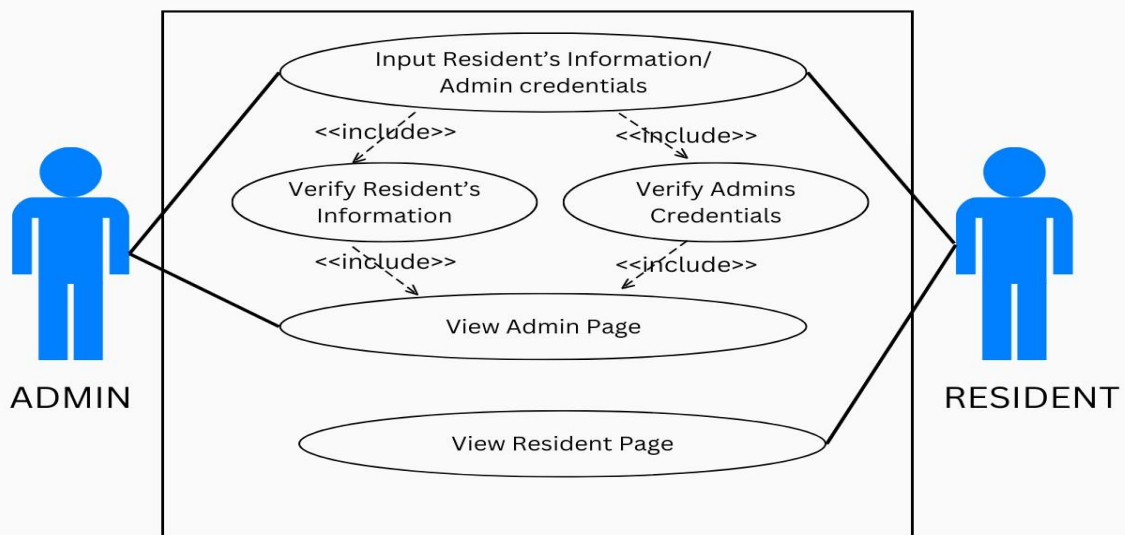 Input Resident's Information/
Admin credentials
<<include>>
<<include>>
Verify Resident's
Information
Verify Admins
Credentials
<<include>>
<<include>>
View Admin Page
ADMIN
RESIDENT
View Resident Page